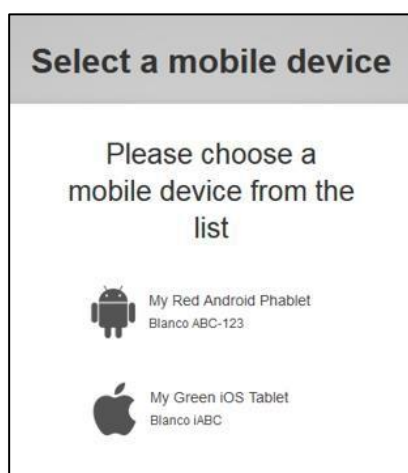 Select a mobile device
Please choose a
mobile device from the
list
My Red Android Phablet
Blanco ABC-123
My Green iOS Tablet
Blanco iABC